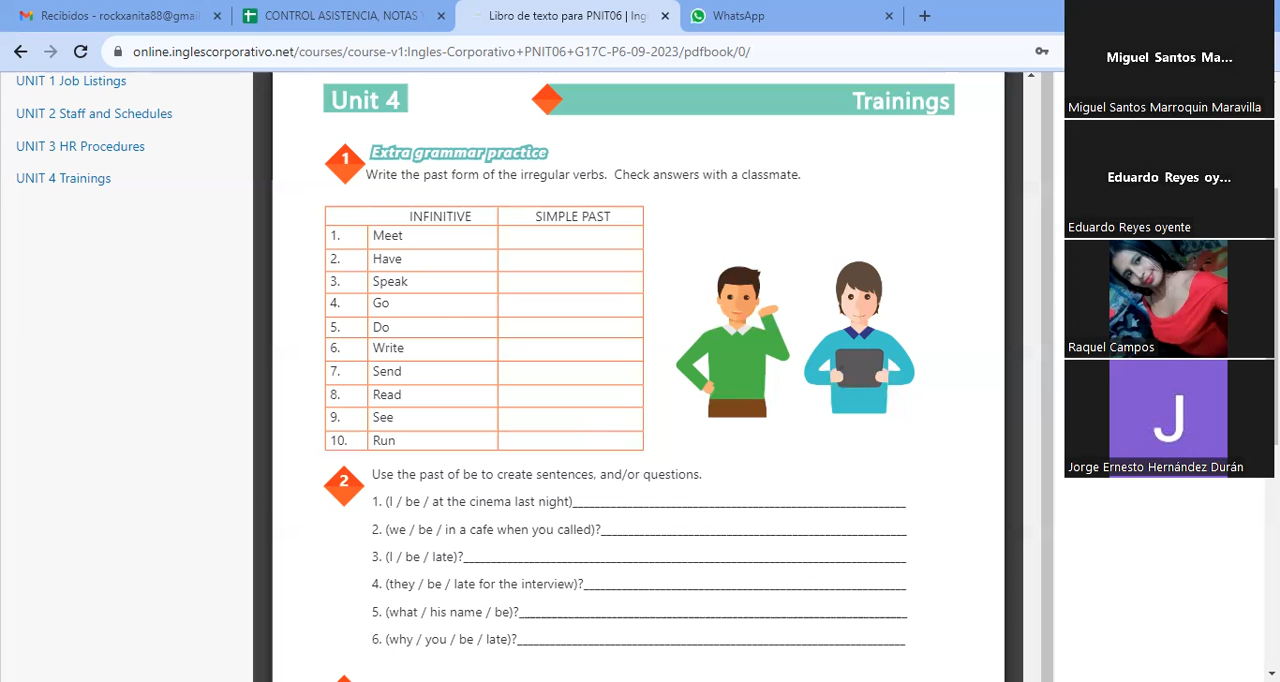 Recibidos - rockxanita88@gmai
CONTROL ASISTENCIA, NOTAS Y
Libro de texto para PNIT06 | Ing
WhatsApp
online.inglescorporativo.net/courses/course-v1:Ingles-Corporativo+PNIT06+G17C-P6-09-2023/pdfbook/0/
UNIT 1 Job Listings
UNIT 2 Staff and Schedules
UNIT 3 HR Procedures
UNIT 4 Trainings
Unit 4
Trainings
1
Extra grammar practice
Write the past form of the irregular verbs. Check answers with a classmate.
INFINITIVE SIMPLE PAST
1. Meet
2. Have
3. Speak
4. Go
5. Do
6. Write
7. Send
8. Read
9. See
10. Run
2
Use the past of be to create sentences, and/or questions.
1. (I / be / at the cinema last night)
2. (we / be / in a cafe when you called)?
3. (I / be / late)?
4. (they / be / late for the interview)?
5. (what / his name / be)?
6. (why / you / be / late)?
Miguel Santos Ma...
Miguel Santos Marroquin Maravilla
Eduardo Reyes oy...
Eduardo Reyes oyente
Raquel Campos
J
Jorge Ernesto Hernández Durán